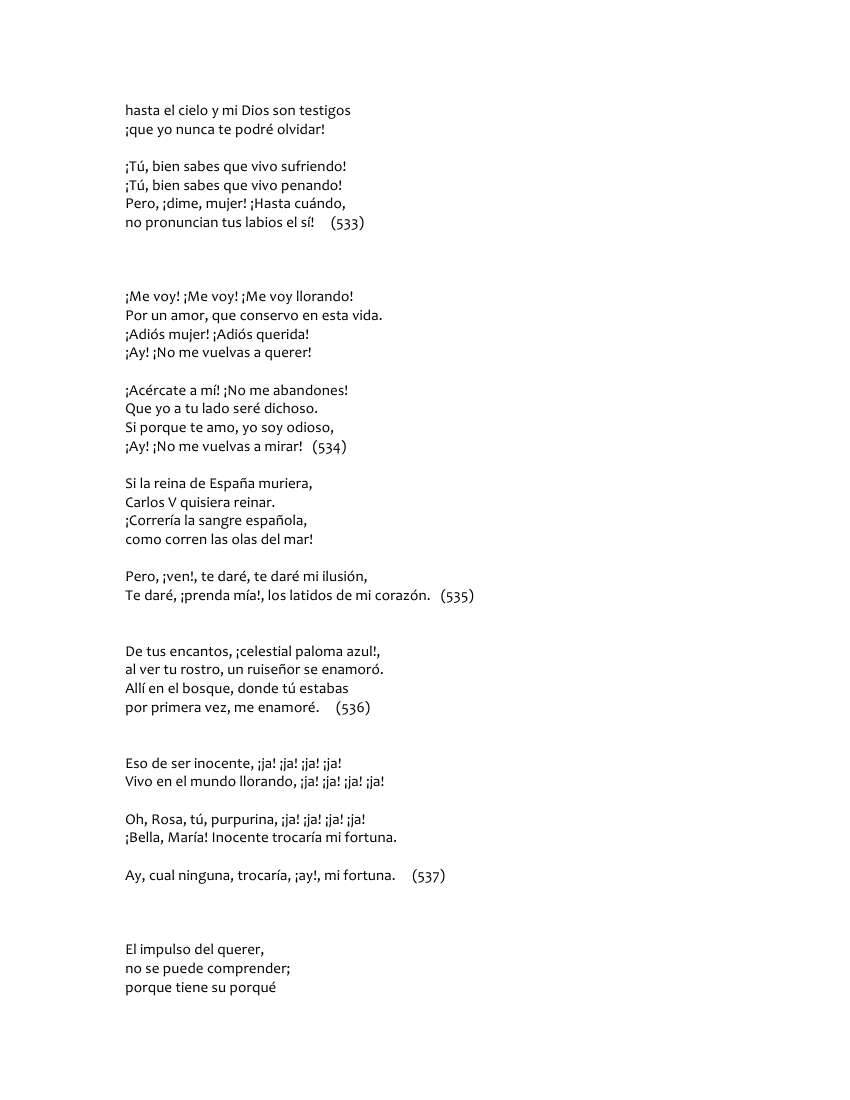 hasta el cielo y mi Dios son testigos
¡que yo nunca te podré olvidar!
¡Tú, bien sabes que vivo sufriendo!
¡Tú, bien sabes que vivo penando!
Pero, ¡dime, mujer! ¡Hasta cuándo,
no pronuncian tus labios el sí! (533)
¡Me voy! ¡Me voy! ¡Me voy llorando!
Por un amor, que conservo en esta vida.
¡Adiós mujer! ¡Adiós querida!
¡Ay! ¡No me vuelvas a querer!
¡Acércate a mí! ¡No me abandones!
Que yo a tu lado seré dichoso.
Si porque te amo, yo soy odioso,
¡Ay! ¡No me vuelvas a mirar! (534)
Si la reina de España muriera,
Carlos V quisiera reinar.
¡Correría la sangre española,
como corren las olas del mar!
Pero, ¡ven!, te daré, te daré mi ilusión,
Te daré, ¡prenda mía!, los latidos de mi corazón. (535)
De tus encantos, ¡celestial paloma azul!,
al ver tu rostro, un ruiseñor se enamoró.
Allí en el bosque, donde tú estabas
por primera vez, me enamoré. (536)
Eso de ser inocente, ¡ja! ¡ja! ¡ja! ¡ja!
Vivo en el mundo llorando, ¡ja! ¡ja! ¡ja! ¡ja!
Oh, Rosa, tú, purpurina, ¡ja! ¡ja! ¡ja! ¡ja!
¡Bella, María! Inocente trocaría mi fortuna.
Ay, cual ninguna, trocaría, ¡ay!, mi fortuna. (537)
El impulso del querer,
no se puede comprender;
porque tiene su porqué